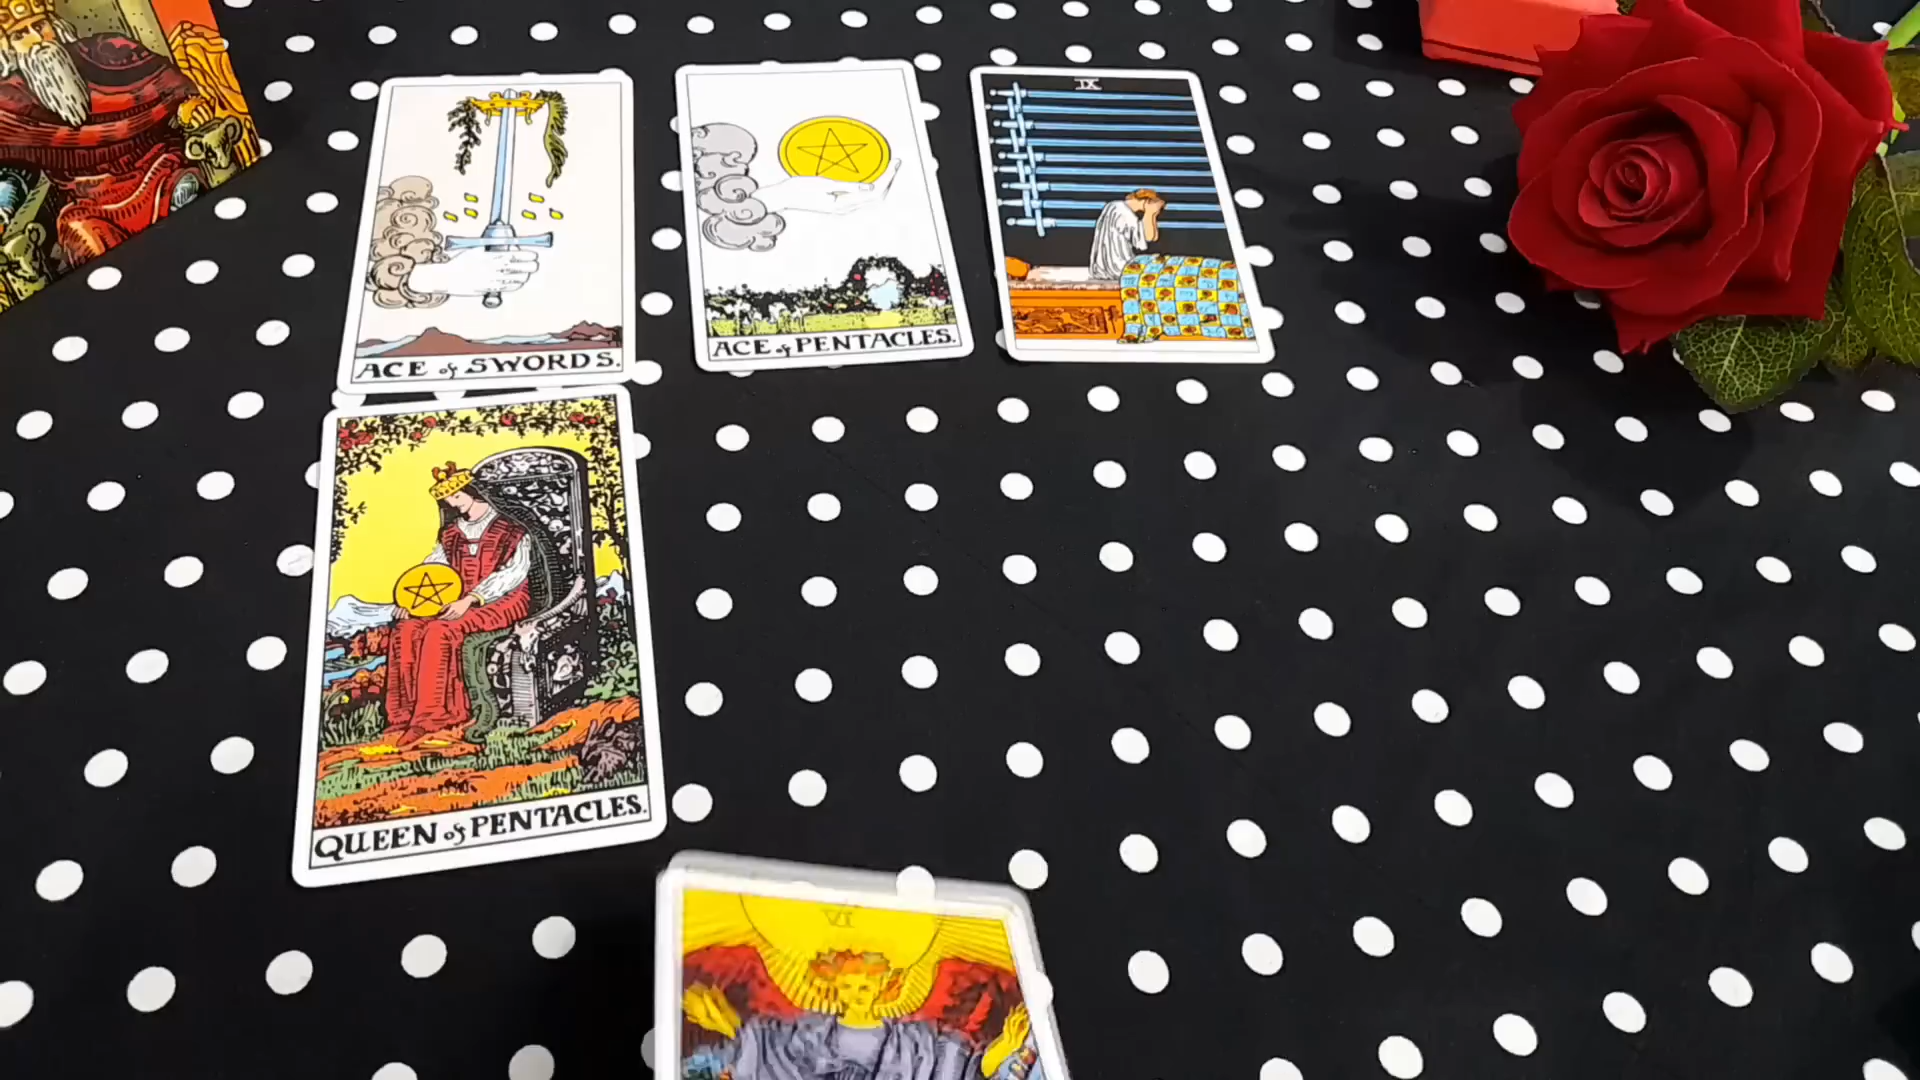 IX
ACE of SWORDS.
ACE of PENTACLES.
QUEEN of PENTACLES.
VI